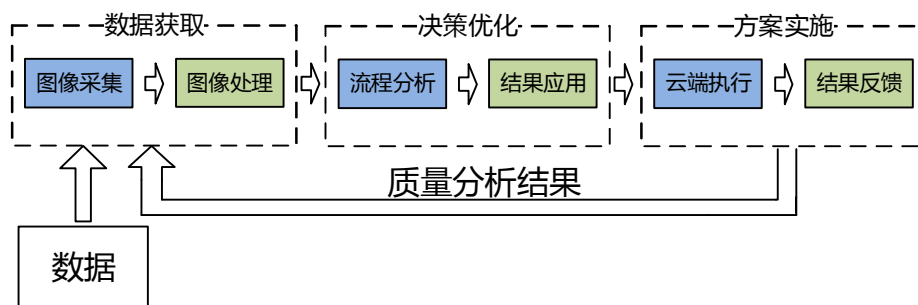 数据获取
决策优化
方案实施
图像采集
图像处理
流程分析
结果应用
云端执行
结果反馈
质量分析结果
数据